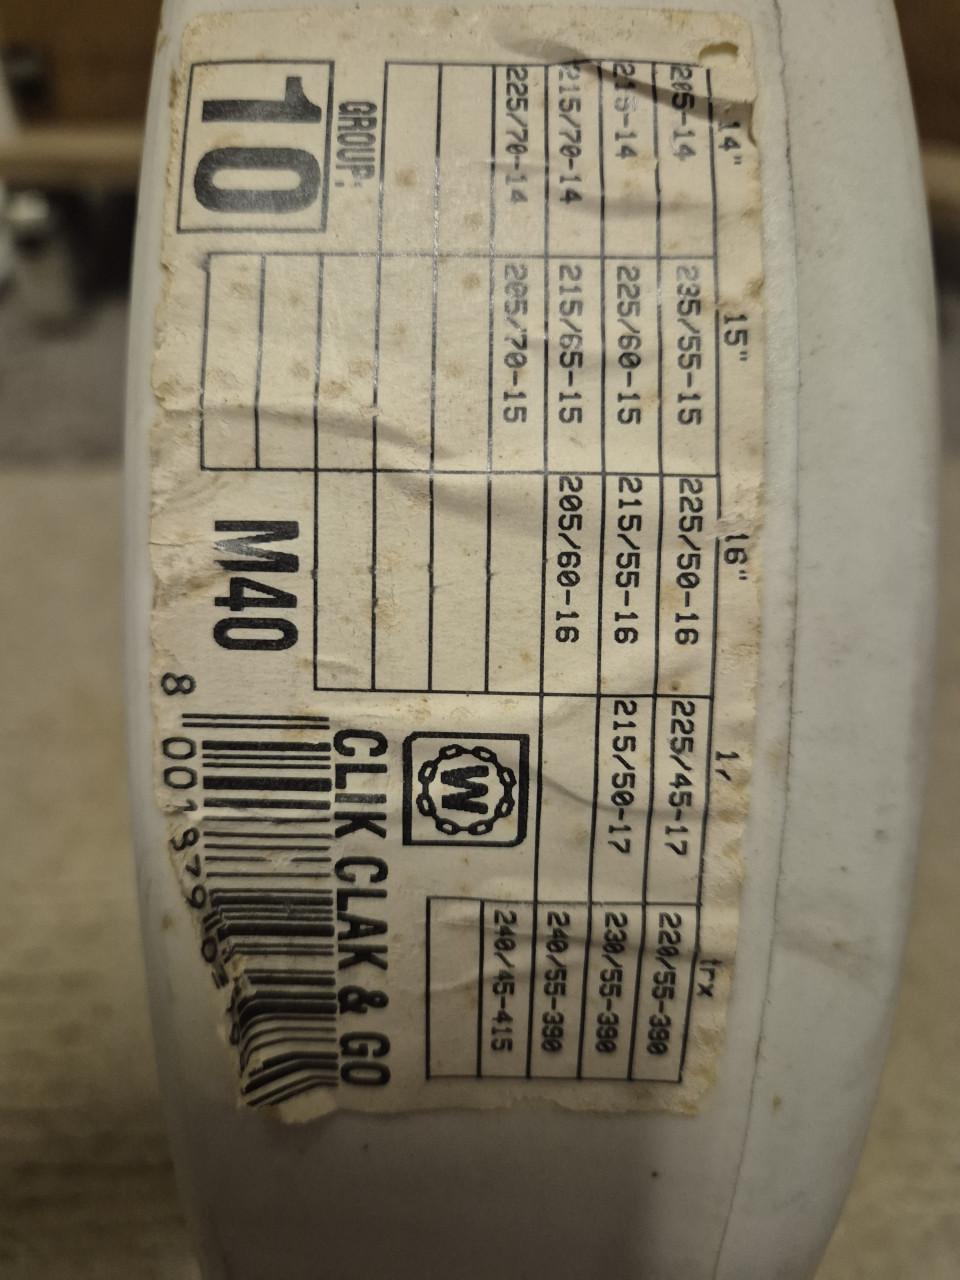 14" 15" 16" 17 trx
205-14 235/55-15 225/50-16 225/45-17 220/55-390
215-14 225/60-15 215/55-16 215/50-17 230/55-390
215/70-14 215/65-15 205/60-16 240/55-390
225/70-14 205/70-15 240/45-415
W
GROUP:
10
M40
CLIK CLAK & GO
8 001979